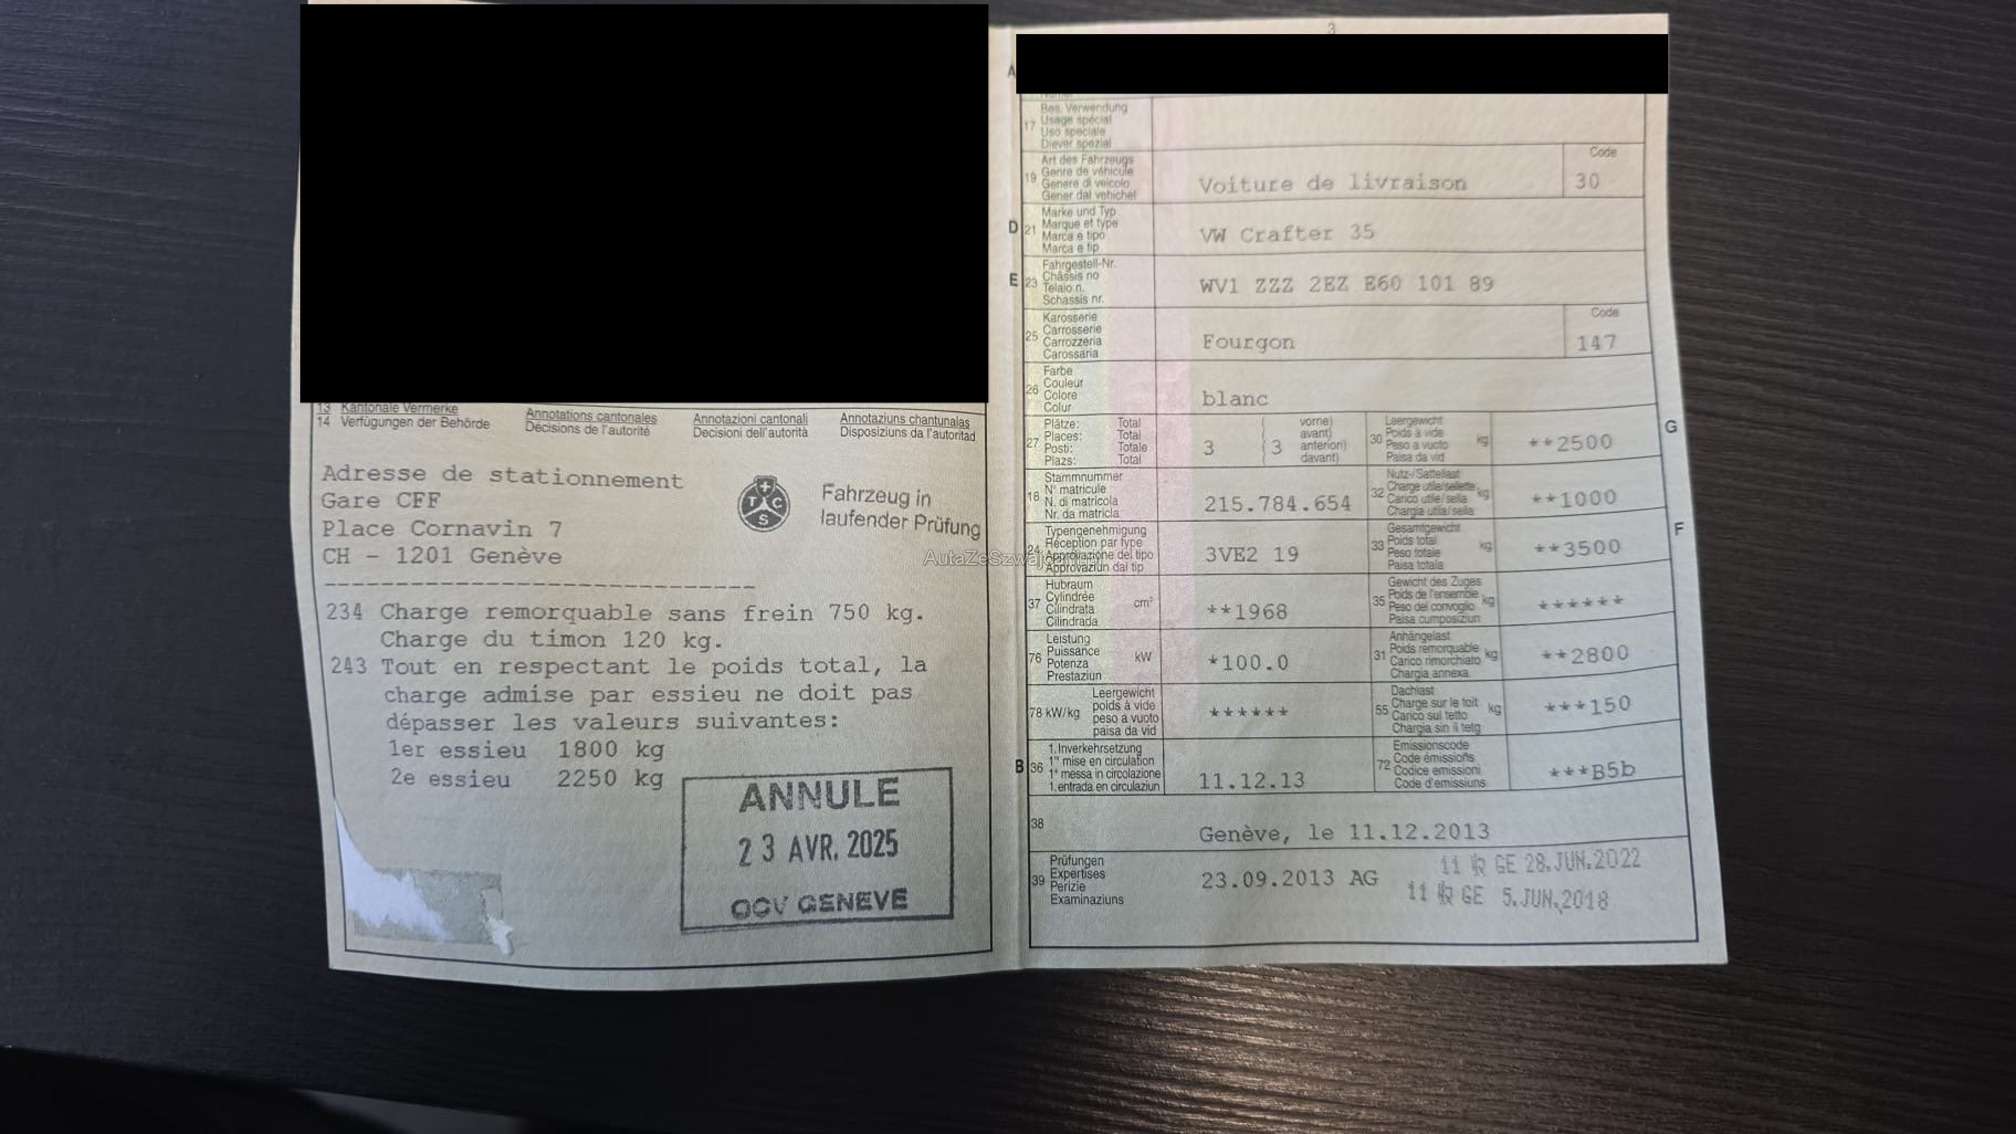 13 Kantonale Vermerke Annotations cantonales Annotazioni cantonali Annotaziuns chantunalas
14 Verfügungen der Behörde Décisions de l'autorité Decisioni dell'autorità Disposiziuns da l'autoritad
Adresse de stationnement
Gare CFF
Place Cornavin 7
CH - 1201 Genève
T C S
Fahrzeug in
laufender Prüfung
234 Charge remorquable sans frein 750 kg.
Charge du timon 120 kg.
243 Tout en respectant le poids total, la
charge admise par essieu ne doit pas
dépasser les valeurs suivantes:
1er essieu 1800 kg
2e essieu 2250 kg
ANNULE
23 AVR. 2025
OCV GENEVE
3
A
17 Bes. Verwendung
Usage spécial
Uso speciale
Diever spezial
19 Art des Fahrzeugs
Genre de véhicule
Genere di veicolo
Gener dal vehichel
Voiture de livraison
Code
30
D 21 Marke und Typ
Marque et type
Marca e tipo
Marca e tip
VW Crafter 35
E 23 Fahrgestell-Nr.
Châssis no
Telaio n.
Schassis nr.
WV1 ZZZ 2EZ E60 101 89
25 Karosserie
Carrosserie
Carrozzeria
Carossaria
Fourgon
Code
147
26 Farbe
Couleur
Colore
Colur
blanc
27 Plätze: Total
Places: Total
Posti: Totale
Plazs: Total
3 (3
vorne)
avant)
anterion)
davant)
30 Leergewicht
Poids à vide
Peso a vuoto
Paisa da vid
kg
**2500
G
18 Stammnummer
N° matricule
N. di matricola
Nr. da matricla
215.784.654
32 Nutz-/Sattellast
Charge utile/sellette
Carico utile/sella
Chargia utila/sella
kg
**1000
24 Typengenehmigung
Réception par type
Approvazione del tipo
Approvaziun dal tip
3VE2 19
33 Gesamtgewicht
Poids total
Peso totale
Paisa totala
kg
**3500
F
37 Hubraum
Cylindrée
Cilindrata
Cilindrada
cm³
**1968
35 Gewicht des Zuges
Poids de l'ensemble
Peso del convoglio
Paisa cumposiziun
kg
******
76 Leistung
Puissance
Potenza
Prestaziun
kW
*100.0
31 Anhängelast
Poids remorquable
Carico rimorchiato
Chargia annexa
kg
**2800
78 kW/kg
Leergewicht
poids à vide
peso a vuoto
paisa da vid
******
55 Dachlast
Charge sur le toit
Carico sul tetto
Chargia sin il tetg
kg
***150
B 36 1. Inverkehrsetzung
1re mise en circulation
1a messa in circolazione
1. entrada en circulaziun
11.12.13
72 Emissionscode
Code émissions
Codice emissioni
Code d'emissiuns
***B5b
38
Genève, le 11.12.2013
39 Prüfungen
Expertises
Perizie
Examinaziuns
23.09.2013 AG
11 GE 28.JUN.2022
11 GE 5.JUN.2018